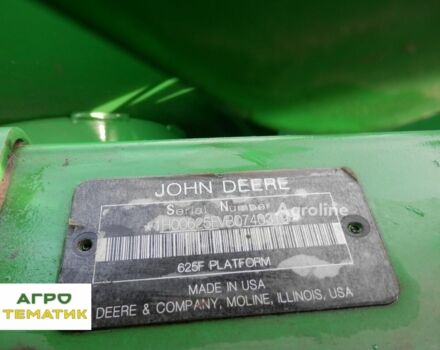 JOHN DEERE
Serial Number
Agroline
625F PLATFORM
MADE IN USA
DEERE & COMPANY, MOLINE, ILLINOIS, USA
АГРО
ТЕМАТИК